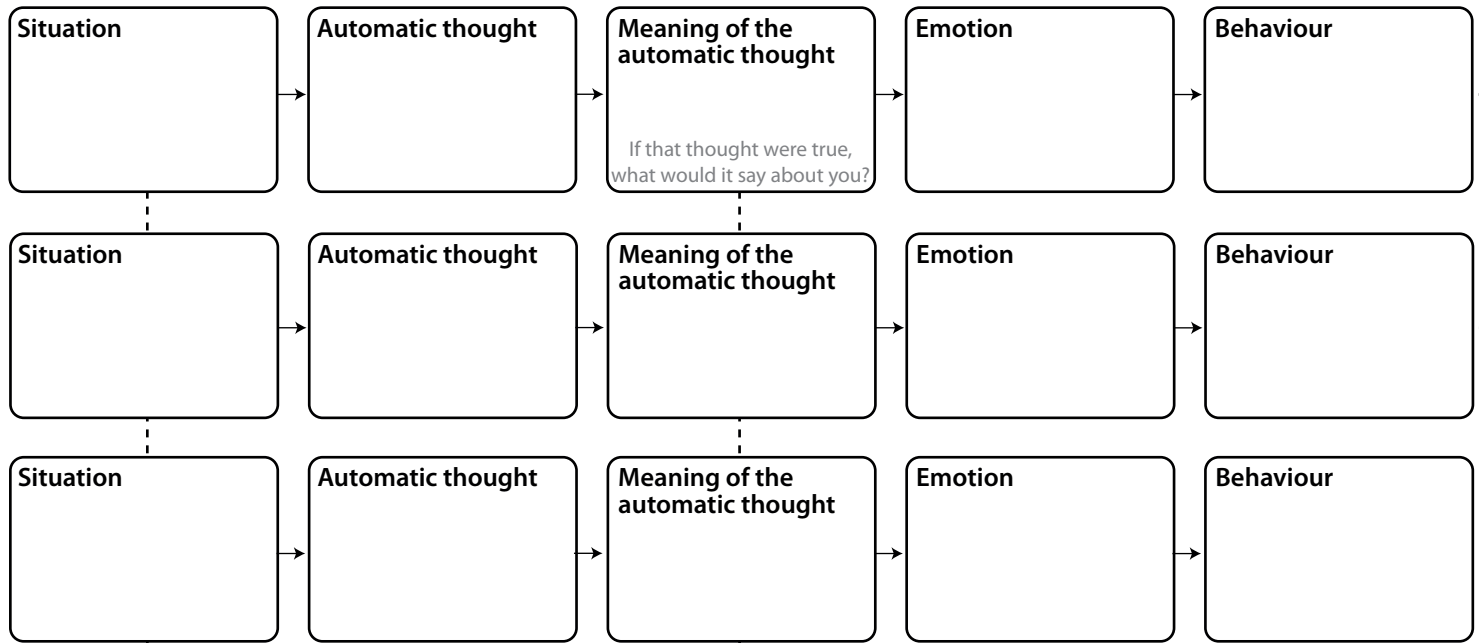 Situation
Automatic thought
Meaning of the
automatic thought
If that thought were true,
what would it say about you?
Emotion
Behaviour
Situation
Automatic thought
Meaning of the
automatic thought
Emotion
Behaviour
Situation
Automatic thought
Meaning of the
automatic thought
Emotion
Behaviour